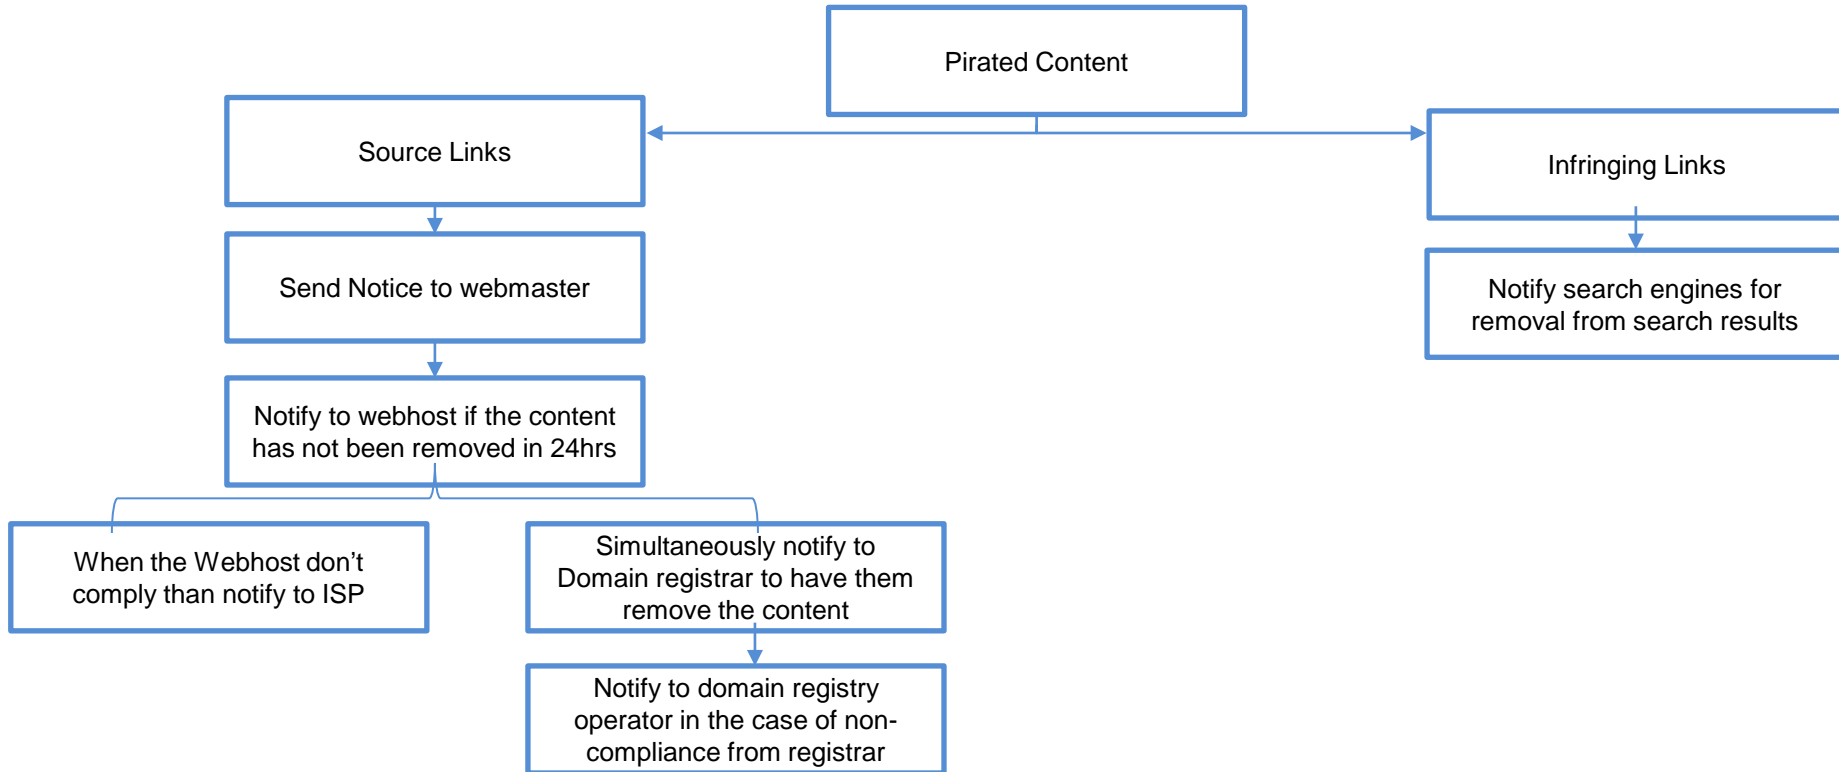 Pirated Content
Source Links
Infringing Links
Send Notice to webmaster
Notify search engines for
removal from search results
Notify to webhost if the content
has not been removed in 24hrs
When the Webhost don’t
comply than notify to ISP
Simultaneously notify to
Domain registrar to have them
remove the content
Notify to domain registry
operator in the case of non-
compliance from registrar